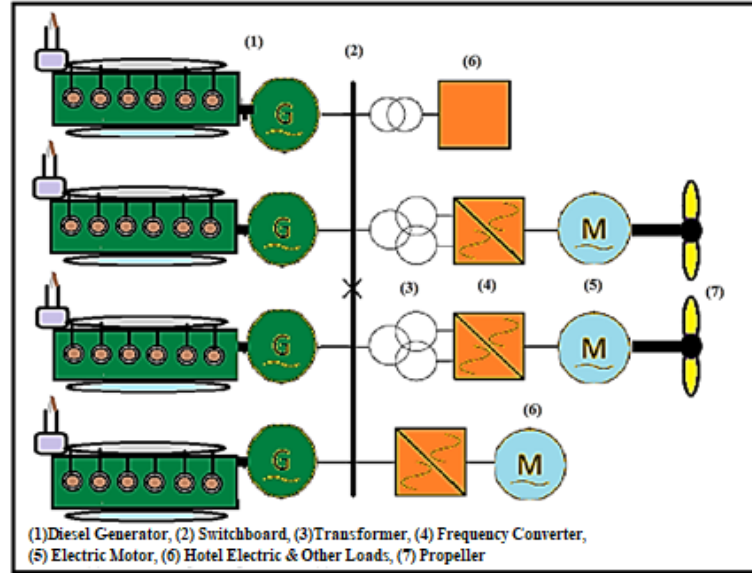 (1) (2) (6)
G
G M
(3) (4) (5) (7)
G M
(6)
G M
(1)Diesel Generator, (2) Switchboard, (3)Transformer, (4) Frequency Converter,
(5) Electric Motor, (6) Hotel Electric & Other Loads, (7) Propeller